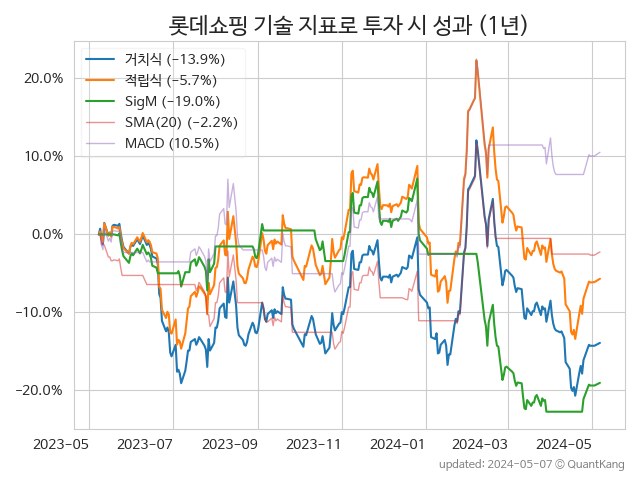 롯데쇼핑 기술 지표로 투자 시 성과 (1년)
거치식 (−13.9%)
적립식 (−5.7%)
SigM (−19.0%)
SMA(20) (−2.2%)
MACD (10.5%)
20.0%
10.0%
0.0%
−10.0%
−20.0%
2023-05 2023-07 2023-09 2023-11 2024-01 2024-03 2024-05
updated: 2024-05-07 © QuantKang